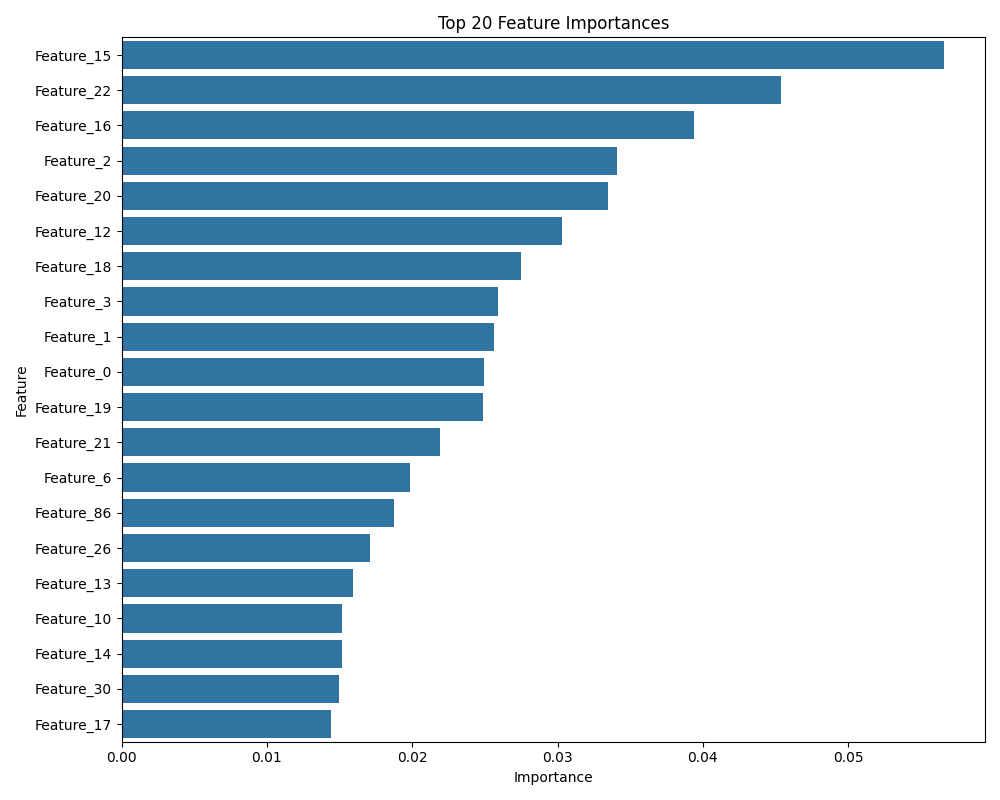 Top 20 Feature Importances
Feature_15
Feature_22
Feature_16
Feature_2
Feature_20
Feature_12
Feature_18
Feature_3
Feature_1
Feature_0
Feature_19
Feature_21
Feature_6
Feature_86
Feature_26
Feature_13
Feature_10
Feature_14
Feature_30
Feature_17
Feature
0.00 0.01 0.02 0.03 0.04 0.05
Importance